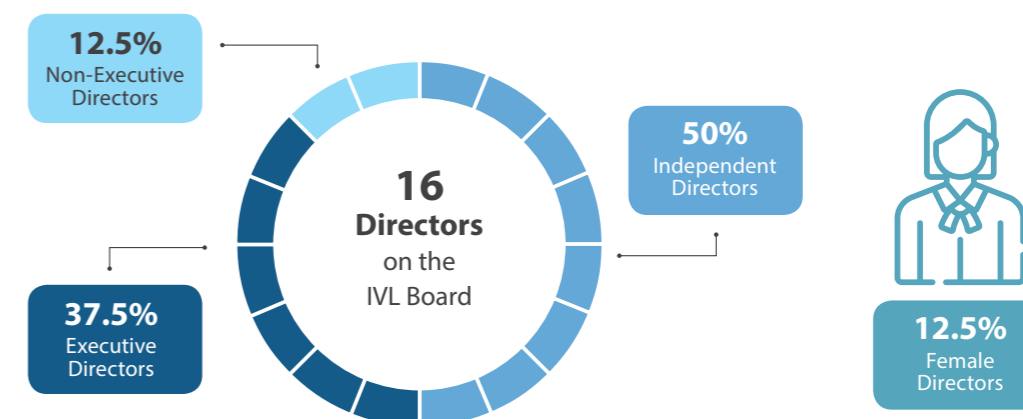 12.5%
Non-Executive
Directors
16
Directors
on the
IVL Board
50%
Independent
Directors
37.5%
Executive
Directors
12.5%
Female
Directors